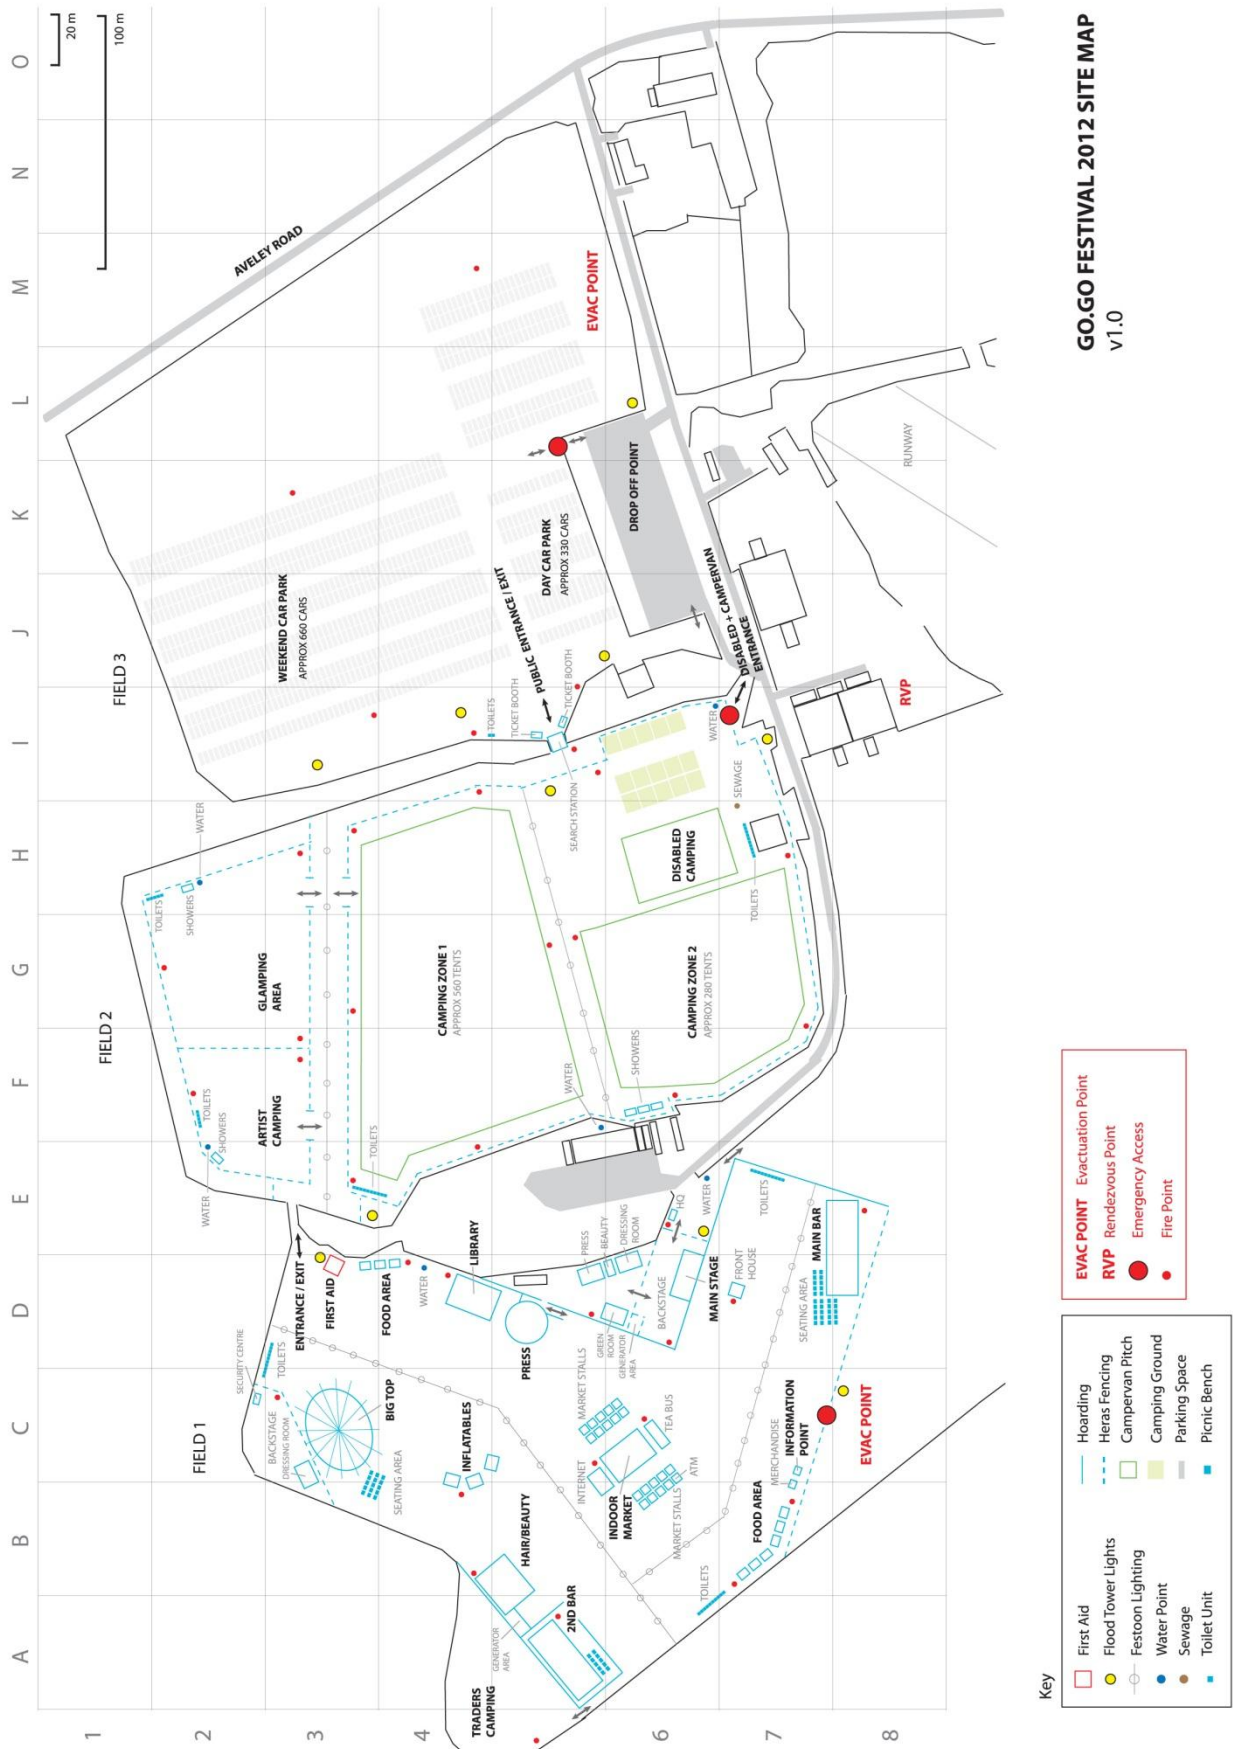 GO.GO FESTIVAL 2012 SITE MAP
v1.0
20 m
100 m
A
B
C
D
E
F
G
H
I
J
K
L
M
N
O
1
2
3
4
6
7
8
FIELD 1
FIELD 2
FIELD 3
AVELEY ROAD
WEEKEND CAR PARK
APPROX 660 CARS
DAY CAR PARK
APPROX 330 CARS
EVAC POINT
DROP OFF POINT
PUBLIC ENTRANCE / EXIT
DISABLED + CAMPERVAN
ENTRANCE
RUNWAY
RVP
TOILETS
TICKET BOOTH
TICKET BOOTH
SEARCH STATION
WATER
SEWAGE
WATER
TOILETS
SHOWERS
GLAMPING
AREA
DISABLED
CAMPING
TOILETS
CAMPING ZONE 1
APPROX 560 TENTS
CAMPING ZONE 2
APPROX 280 TENTS
SHOWERS
WATER
TOILETS
SHOWERS
WATER
ARTIST
CAMPING
TOILETS
ENTRANCE / EXIT
FIRST AID
FOOD AREA
WATER
LIBRARY
PRESS
PRESS
BEAUTY
DRESSING
ROOM
HQ
WATER
TOILETS
MAIN BAR
SEATING AREA
FRONT
HOUSE
MAIN STAGE
BACKSTAGE
GREEN
ROOM
GENERATOR
AREA
SECURITY CENTRE
TOILETS
BACKSTAGE
DRESSING ROOM
BIG TOP
SEATING AREA
INFLATABLES
MARKET STALLS
TEA BUS
INTERNET
INDOOR
MARKET
ATM
MARKET STALLS
MERCHANDISE
INFORMATION
POINT
EVAC POINT
FOOD AREA
TOILETS
HAIR/BEAUTY
2ND BAR
GENERATOR
AREA
TRADERS
CAMPING
Key
First Aid
Flood Tower Lights
Festoon Lighting
Water Point
Sewage
Toilet Unit
Hoarding
Heras Fencing
Campervan Pitch
Camping Ground
Parking Space
Picnic Bench
EVAC POINT Evactuation Point
RVP Rendezvous Point
Emergency Access
Fire Point